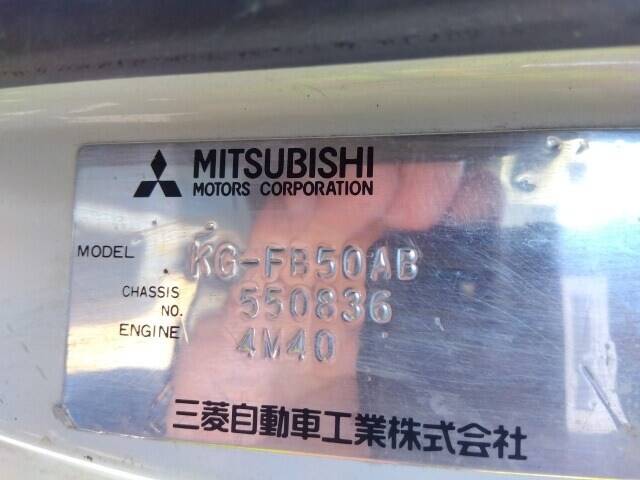 MITSUBISHI
MOTORS CORPORATION
MODEL KG-FB50AB
CHASSIS NO. 550836
ENGINE 4M40
三菱自動車工業株式会社